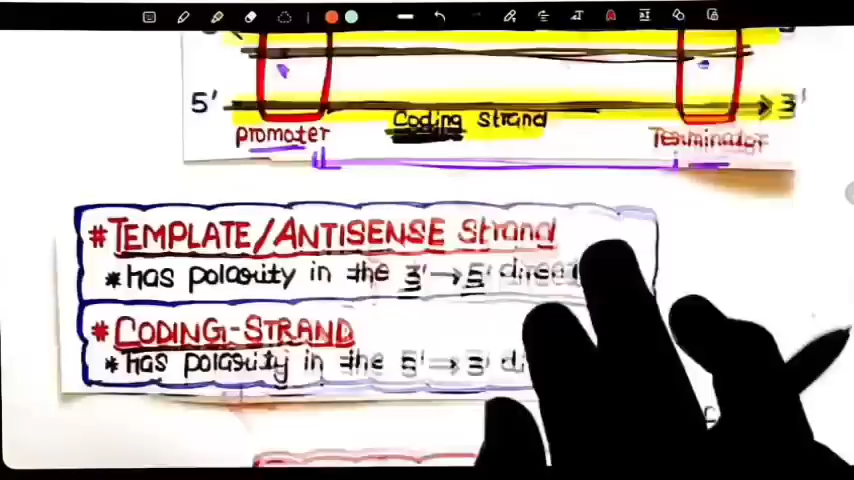 5' 3'
Coding strand
promoter Terminator
# TEMPLATE/ANTISENSE strand
* has polarity in the 3' → 5'
* CODING-STRAND
* has polarity in the 5' → 3'